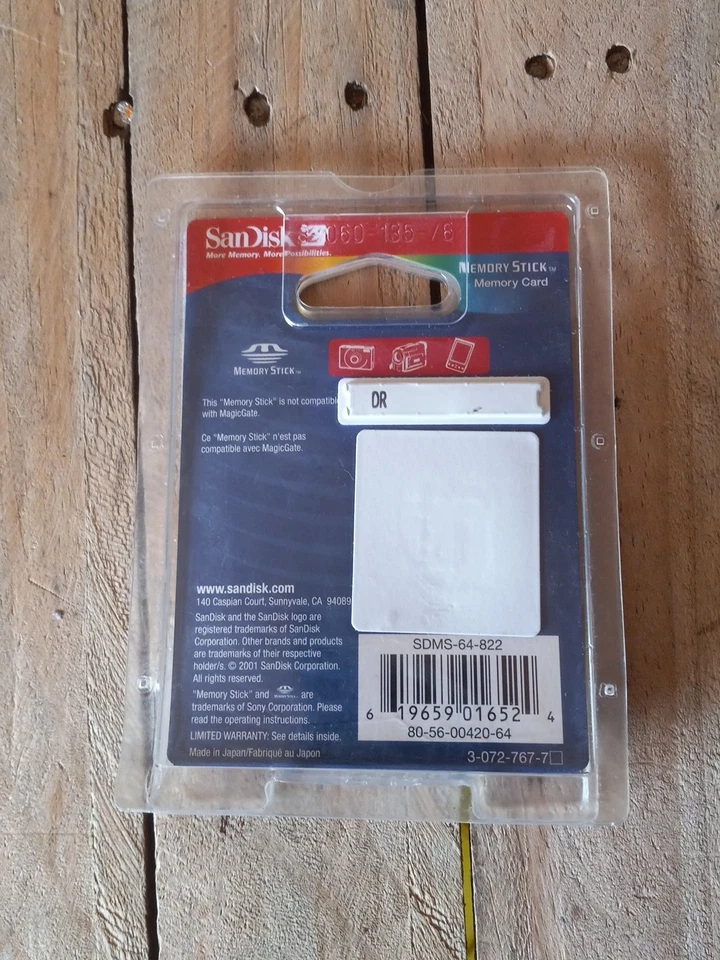 SanDisk
More Memory. More Possibilities.
060-135-76
MEMORY STICK™
Memory Card
MEMORY STICK™
This "Memory Stick" is not
with MagicGate.
DR
Ce "Memory Stick" n'est pas
compatible avec MagicGate.
www.sandisk.com
140 Caspian Court, Sunnyvale, CA 94089
SanDisk and the SanDisk logo are
registered trademarks of SanDisk
Corporation. Other brands and products
are trademarks of their respective
holder/s. © 2001 SanDisk Corporation.
All rights reserved.
"Memory Stick" and are
trademarks of Sony Corporation. Please
read the operating instructions.
LIMITED WARRANTY: See details inside.
Made in Japan/Fabriqué au Japon
SDMS-64-822
6 19659 01652 4
80-56-00420-64
3-072-767-7